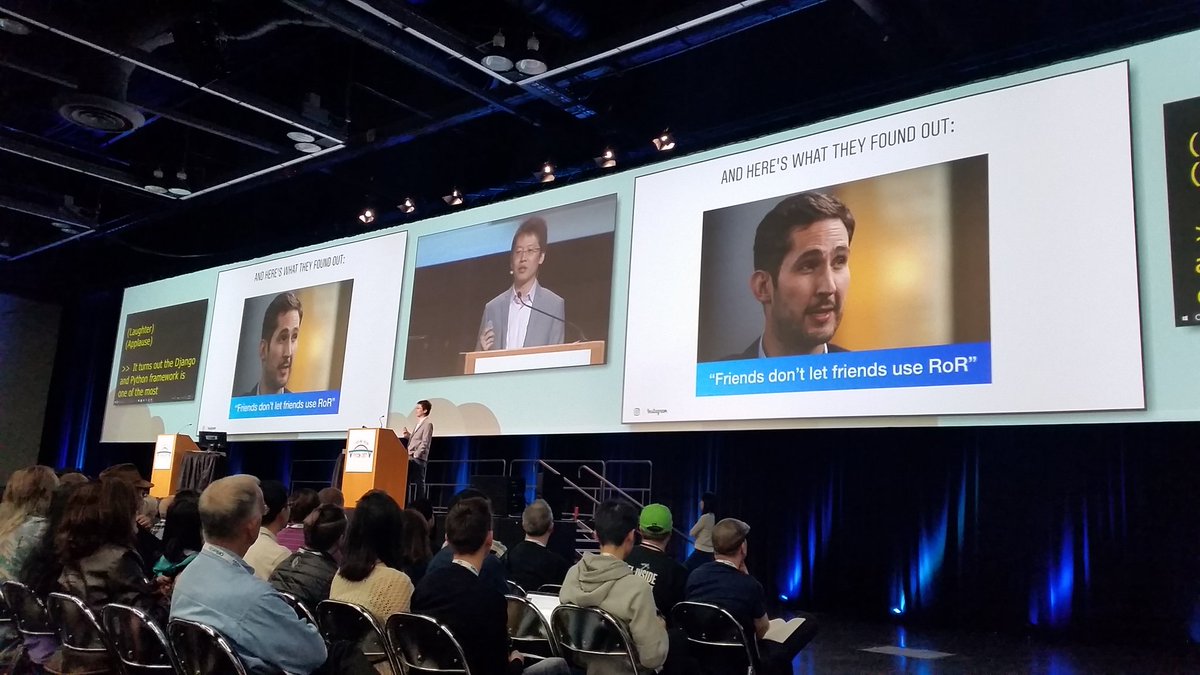 (Laughter)
(Applause)
>> It turns out the Django
and Python framework is
one of the most
AND HERE'S WHAT THEY FOUND OUT:
"Friends don't let friends use RoR"
AND HERE'S WHAT THEY FOUND OUT:
"Friends don't let friends use RoR"
Instagram
INSIDE